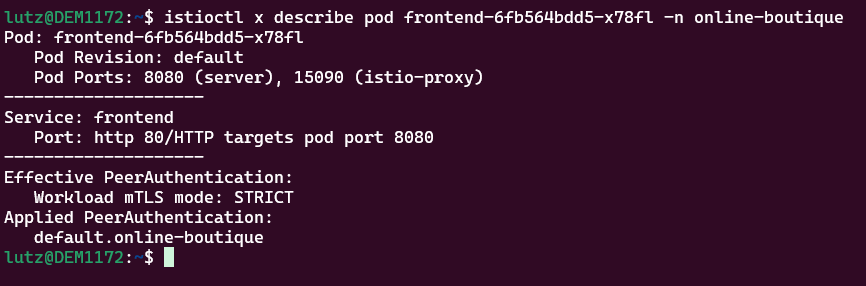 lutz@DEM1172:~$ istioctl x describe pod frontend-6fb564bdd5-x78fl -n online-boutique
Pod: frontend-6fb564bdd5-x78fl
   Pod Revision: default
   Pod Ports: 8080 (server), 15090 (istio-proxy)
--------------------
Service: frontend
   Port: http 80/HTTP targets pod port 8080
--------------------
Effective PeerAuthentication:
   Workload mTLS mode: STRICT
Applied PeerAuthentication:
   default.online-boutique
lutz@DEM1172:~$